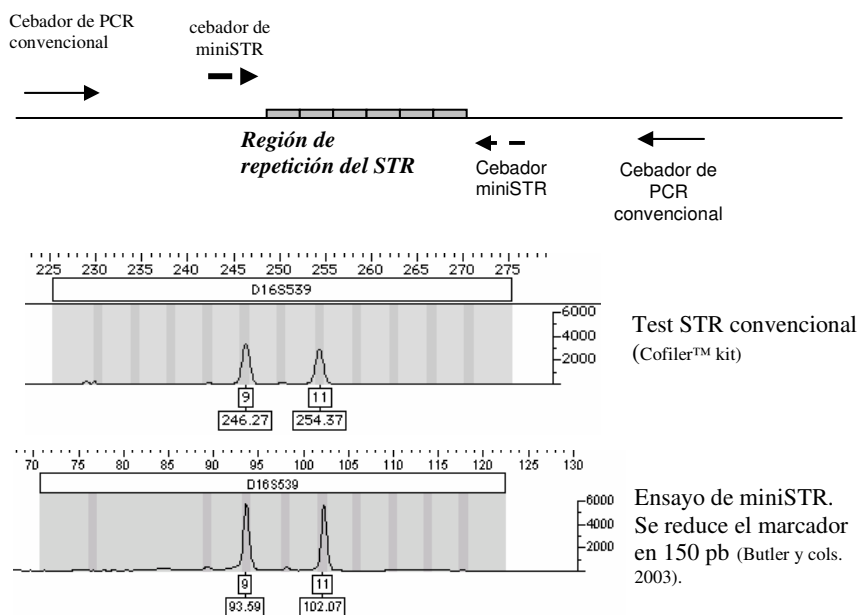 Cebador de PCR
convencional
cebador de
miniSTR
Región de
repetición del STR
Cebador
miniSTR
Cebador de
PCR
convencional
225 230 235 240 245 250 255 260 265 270 275
D16S539
6000
4000
2000
9 11
246.27 254.37
Test STR convencional
(Cofiler™ kit)
70 75 80 85 90 95 100 105 110 115 120 125 130
D16S539
6000
4000
2000
9 11
93.59 102.07
Ensayo de miniSTR.
Se reduce el marcador
en 150 pb (Butler y cols.
2003).